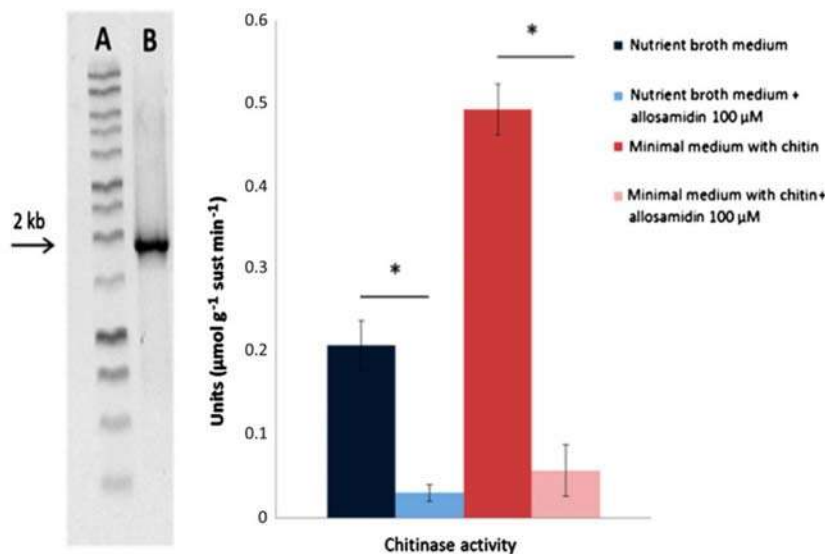 A B
2 kb
Units (µmol g⁻¹ sust min⁻¹)
0.6
0.5
0.4
0.3
0.2
0.1
0
*
*
Chitinase activity
Nutrient broth medium
Nutrient broth medium +
allosamidin 100 µM
Minimal medium with chitin
Minimal medium with chitin+
allosamidin 100 µM